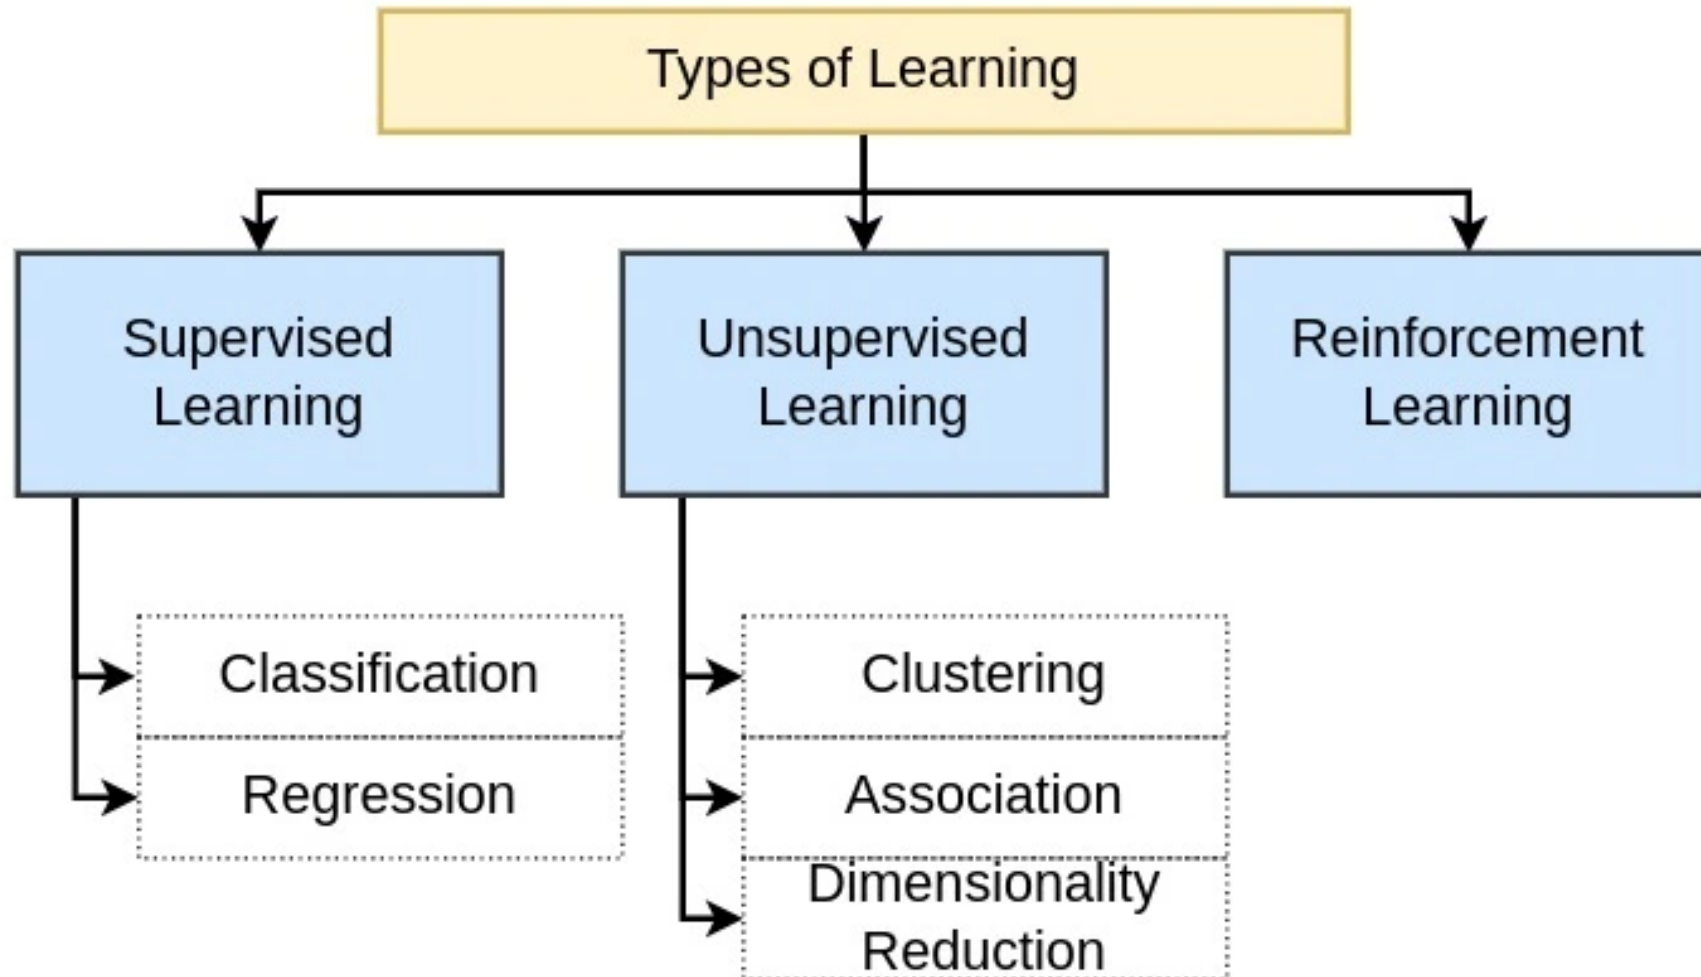 Types of Learning
Supervised
Learning
Unsupervised
Learning
Reinforcement
Learning
Classification
Regression
Clustering
Association
Dimensionality
Reduction